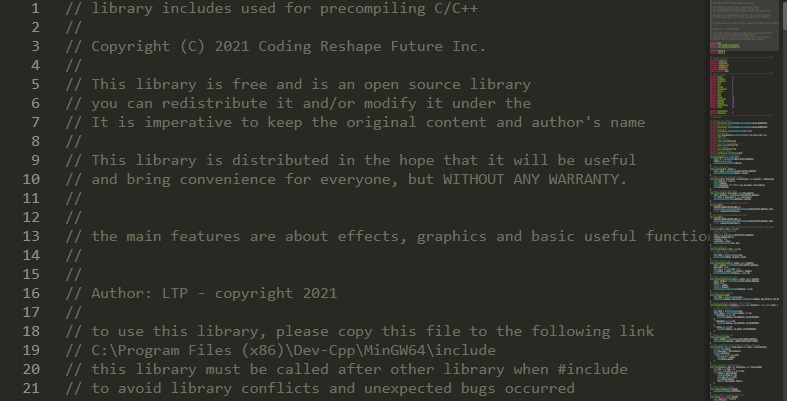 1 // library includes used for precompiling C/C++
2 //
3 // Copyright (C) 2021 Coding Reshape Future Inc.
4 //
5 // This library is free and is an open source library
6 // you can redistribute it and/or modify it under the
7 // It is imperative to keep the original content and author's name
8 //
9 // This library is distributed in the hope that it will be useful
10 // and bring convenience for everyone, but WITHOUT ANY WARRANTY.
11 //
12 //
13 // the main features are about effects, graphics and basic useful functio
14 //
15 //
16 // Author: LTP - copyright 2021
17 //
18 // to use this library, please copy this file to the following link
19 // C:\Program Files (x86)\Dev-Cpp\MinGW64\include
20 // this library must be called after other library when #include
21 // to avoid library conflicts and unexpected bugs occurred